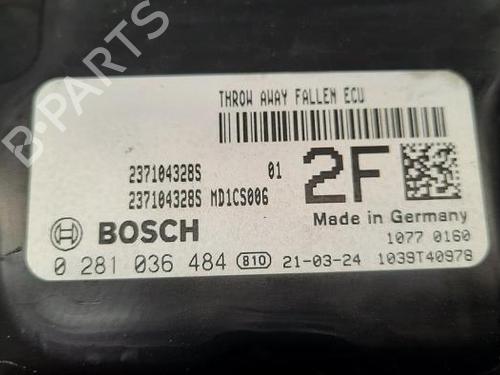 THROW AWAY FALLEN ECU
237104328S 01
237104328S MD1CS006
2F
Made in Germany
BOSCH
1077 0160
0 281 036 484 810 21-03-24 1039T40978
B-PARTS